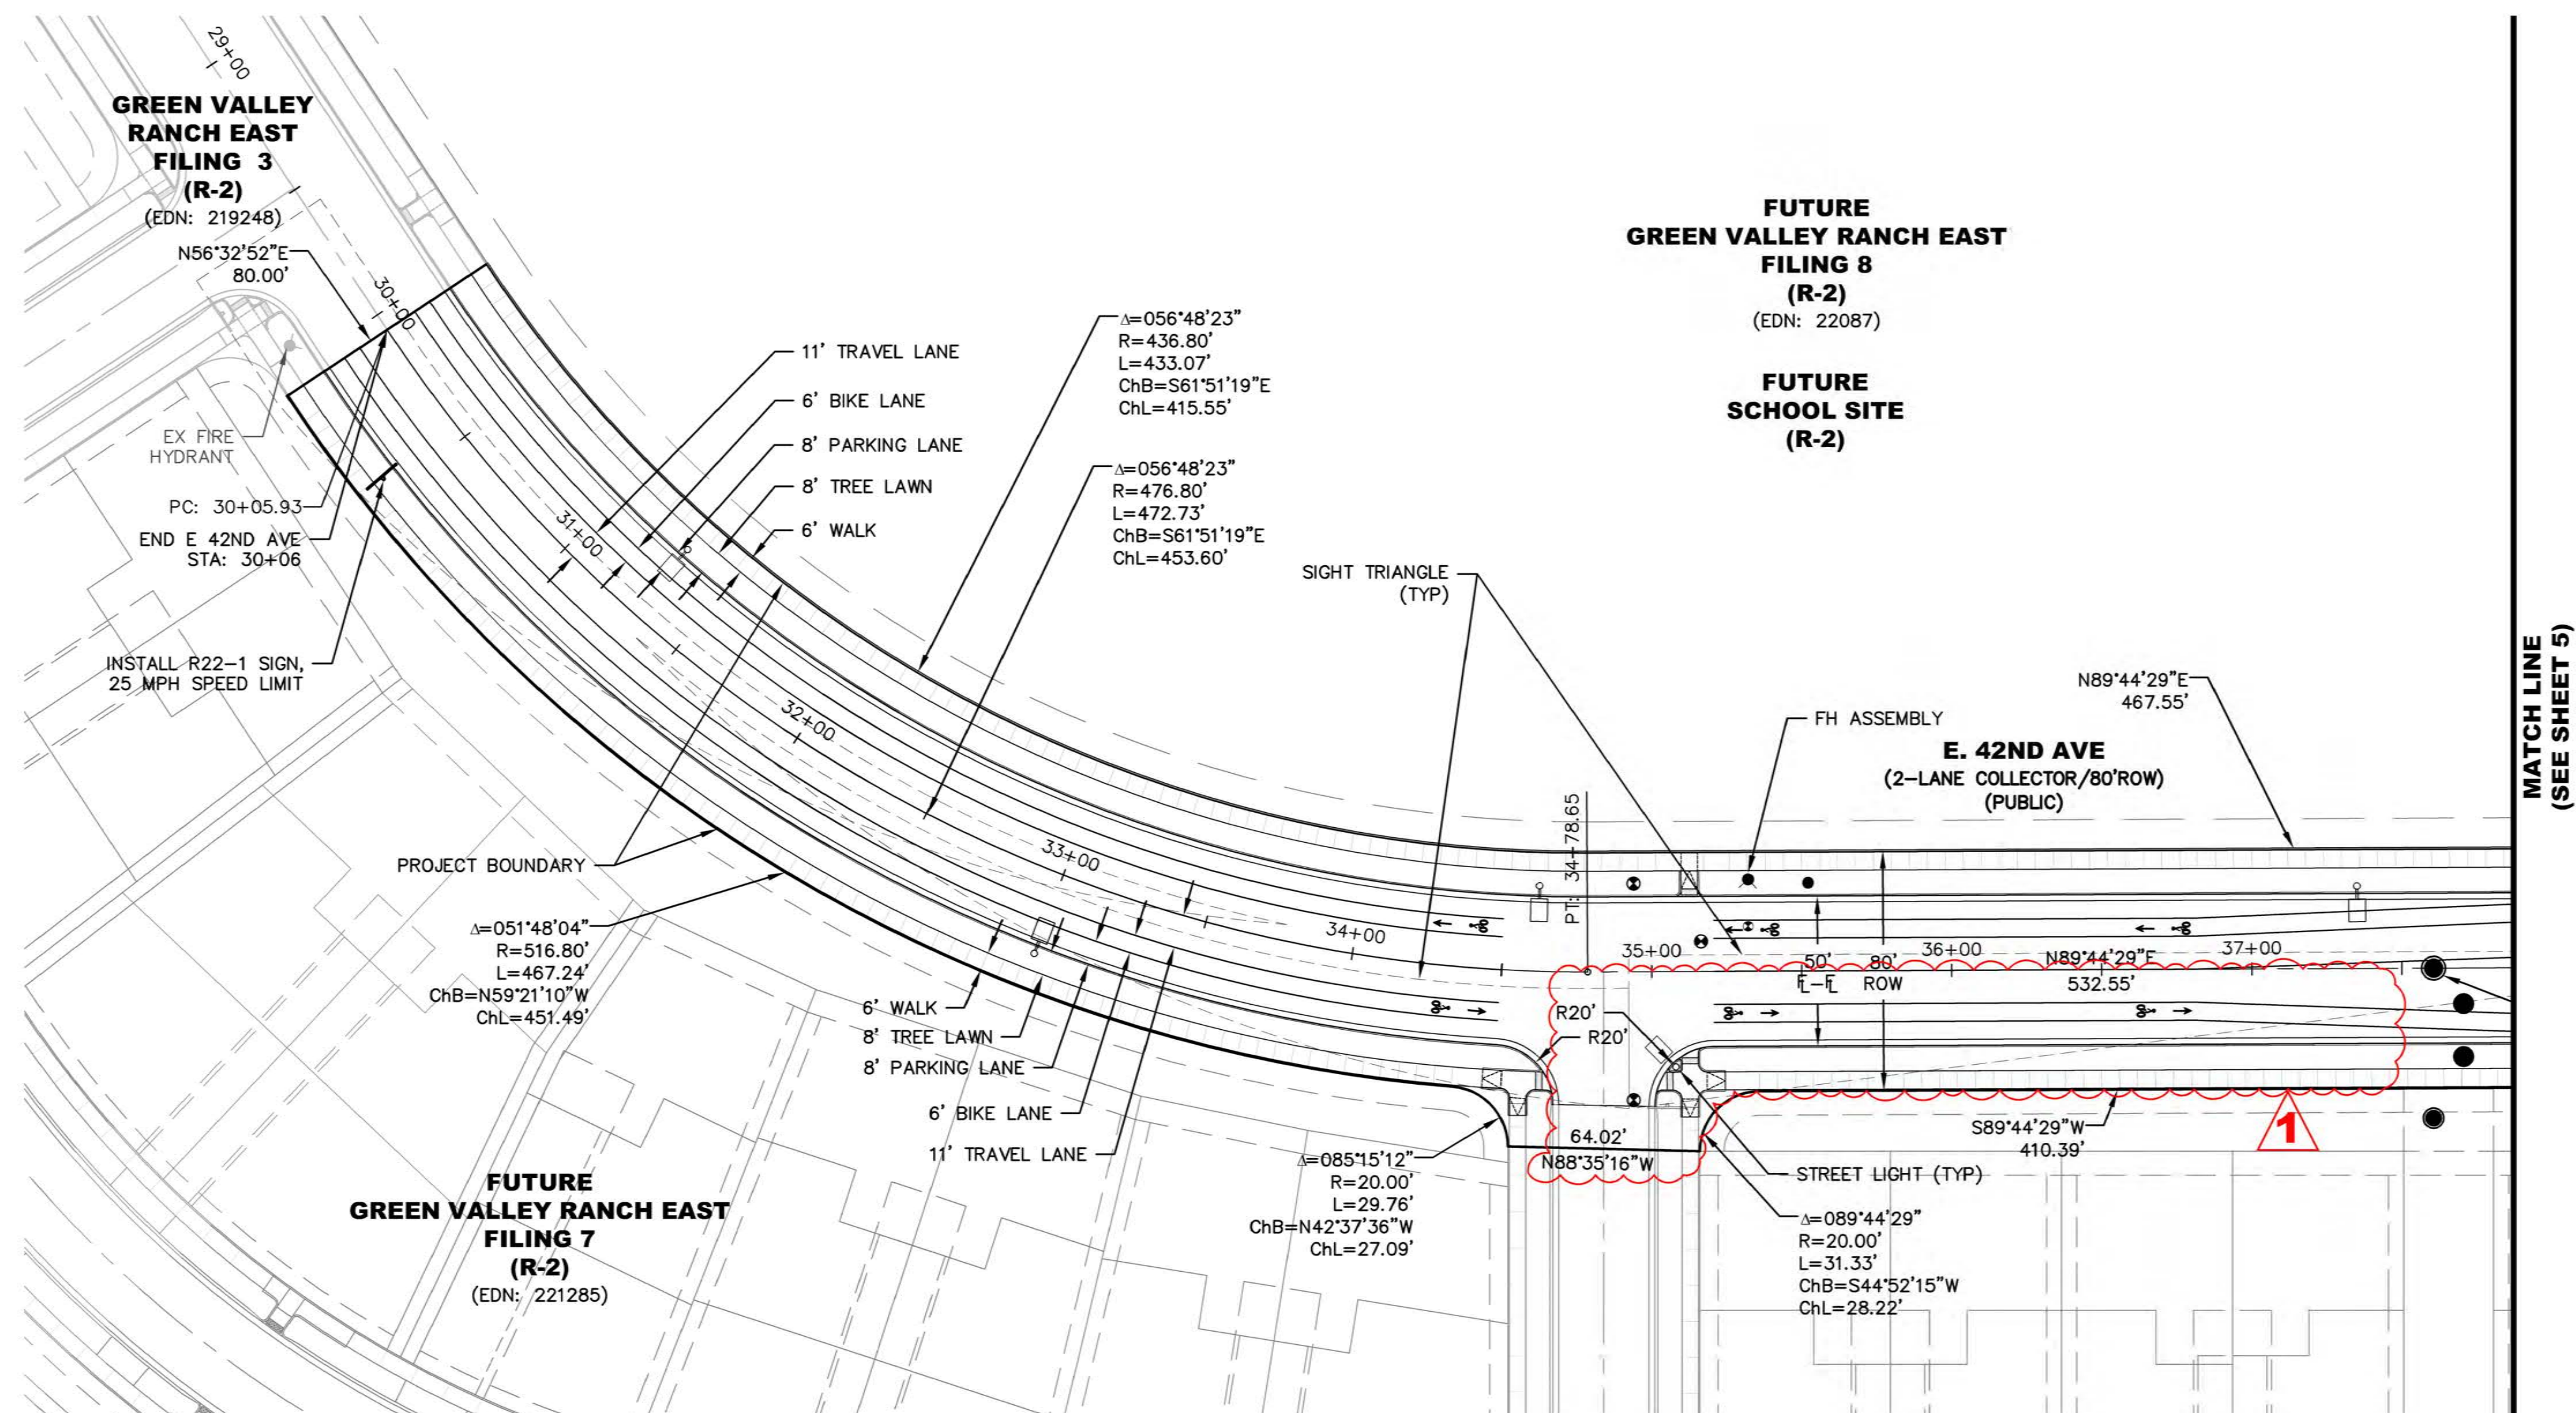 29+00
GREEN VALLEY
RANCH EAST
FILING 3
(R-2)
(EDN: 219248)
N56°32'52"E
80.00'
30+00
EX FIRE
HYDRANT
PC: 30+05.93
END E 42ND AVE
STA: 30+06
INSTALL R22-1 SIGN,
25 MPH SPEED LIMIT
31+00
11' TRAVEL LANE
6' BIKE LANE
8' PARKING LANE
8' TREE LAWN
6' WALK
Δ=056°48'23"
R=436.80'
L=433.07'
ChB=S61°51'19"E
ChL=415.55'
Δ=056°48'23"
R=476.80'
L=472.73'
ChB=S61°51'19"E
ChL=453.60'
FUTURE
GREEN VALLEY RANCH EAST
FILING 8
(R-2)
(EDN: 22087)
FUTURE
SCHOOL SITE
(R-2)
SIGHT TRIANGLE
(TYP)
32+00
33+00
34+00
PROJECT BOUNDARY
Δ=051°48'04"
R=516.80'
L=467.24'
ChB=N59°21'10"W
ChL=451.49'
6' WALK
8' TREE LAWN
8' PARKING LANE
6' BIKE LANE
11' TRAVEL LANE
PT: 34+78.65
FH ASSEMBLY
E. 42ND AVE
(2-LANE COLLECTOR/80'ROW)
(PUBLIC)
N89°44'29"E
467.55'
MATCH LINE
(SEE SHEET 5)
35+00
36+00
37+00
50'
FL-FL
80'
ROW
N89°44'29"E
532.55'
R20'
R20'
64.02'
N88°35'16"W
S89°44'29"W
410.39'
1
STREET LIGHT (TYP)
Δ=085°15'12"
R=20.00'
L=29.76'
ChB=N42°37'36"W
ChL=27.09'
Δ=089°44'29"
R=20.00'
L=31.33'
ChB=S44°52'15"W
ChL=28.22'
FUTURE
GREEN VALLEY RANCH EAST
FILING 7
(R-2)
(EDN: 221285)